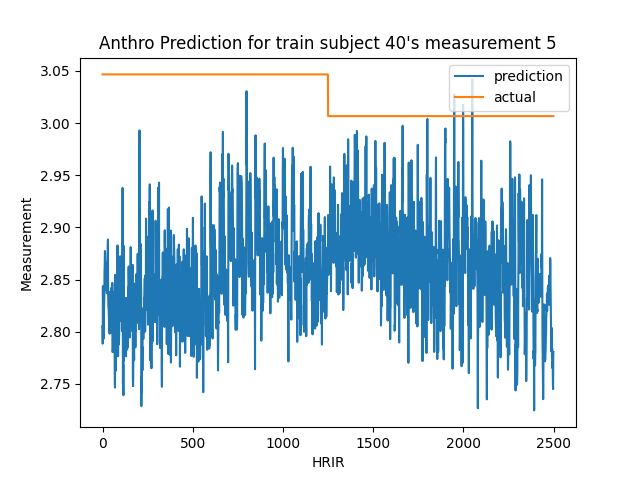 Anthro Prediction for train subject 40's measurement 5
prediction
actual
3.05
3.00
2.95
2.90
2.85
2.80
2.75
Measurement
0
500
1000
1500
2000
2500
HRIR